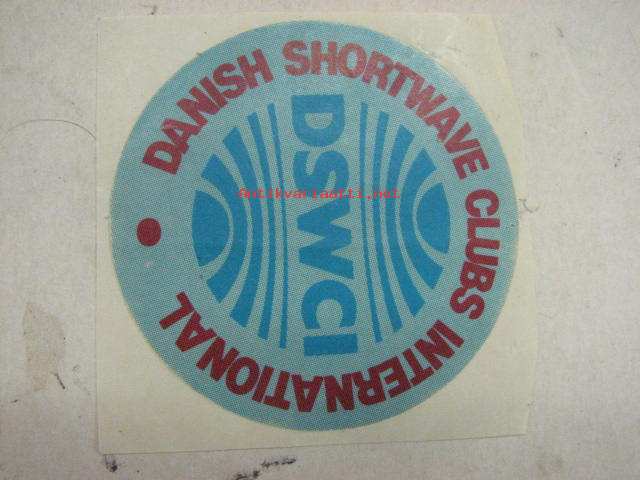 DANISH SHORTWAVE CLUBS INTERNATIONAL
DSWCI
Antikvariaatti.net